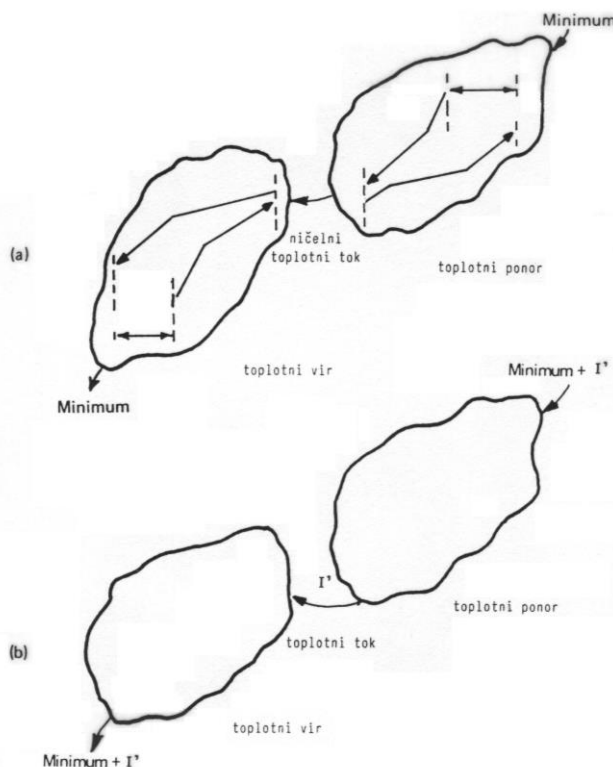 Minimum
(a)
ničelni
toplotni tok
toplotni ponor
toplotni vir
Minimum
Minimum + I'
I'
toplotni ponor
toplotni tok
(b)
toplotni vir
Minimum + I'